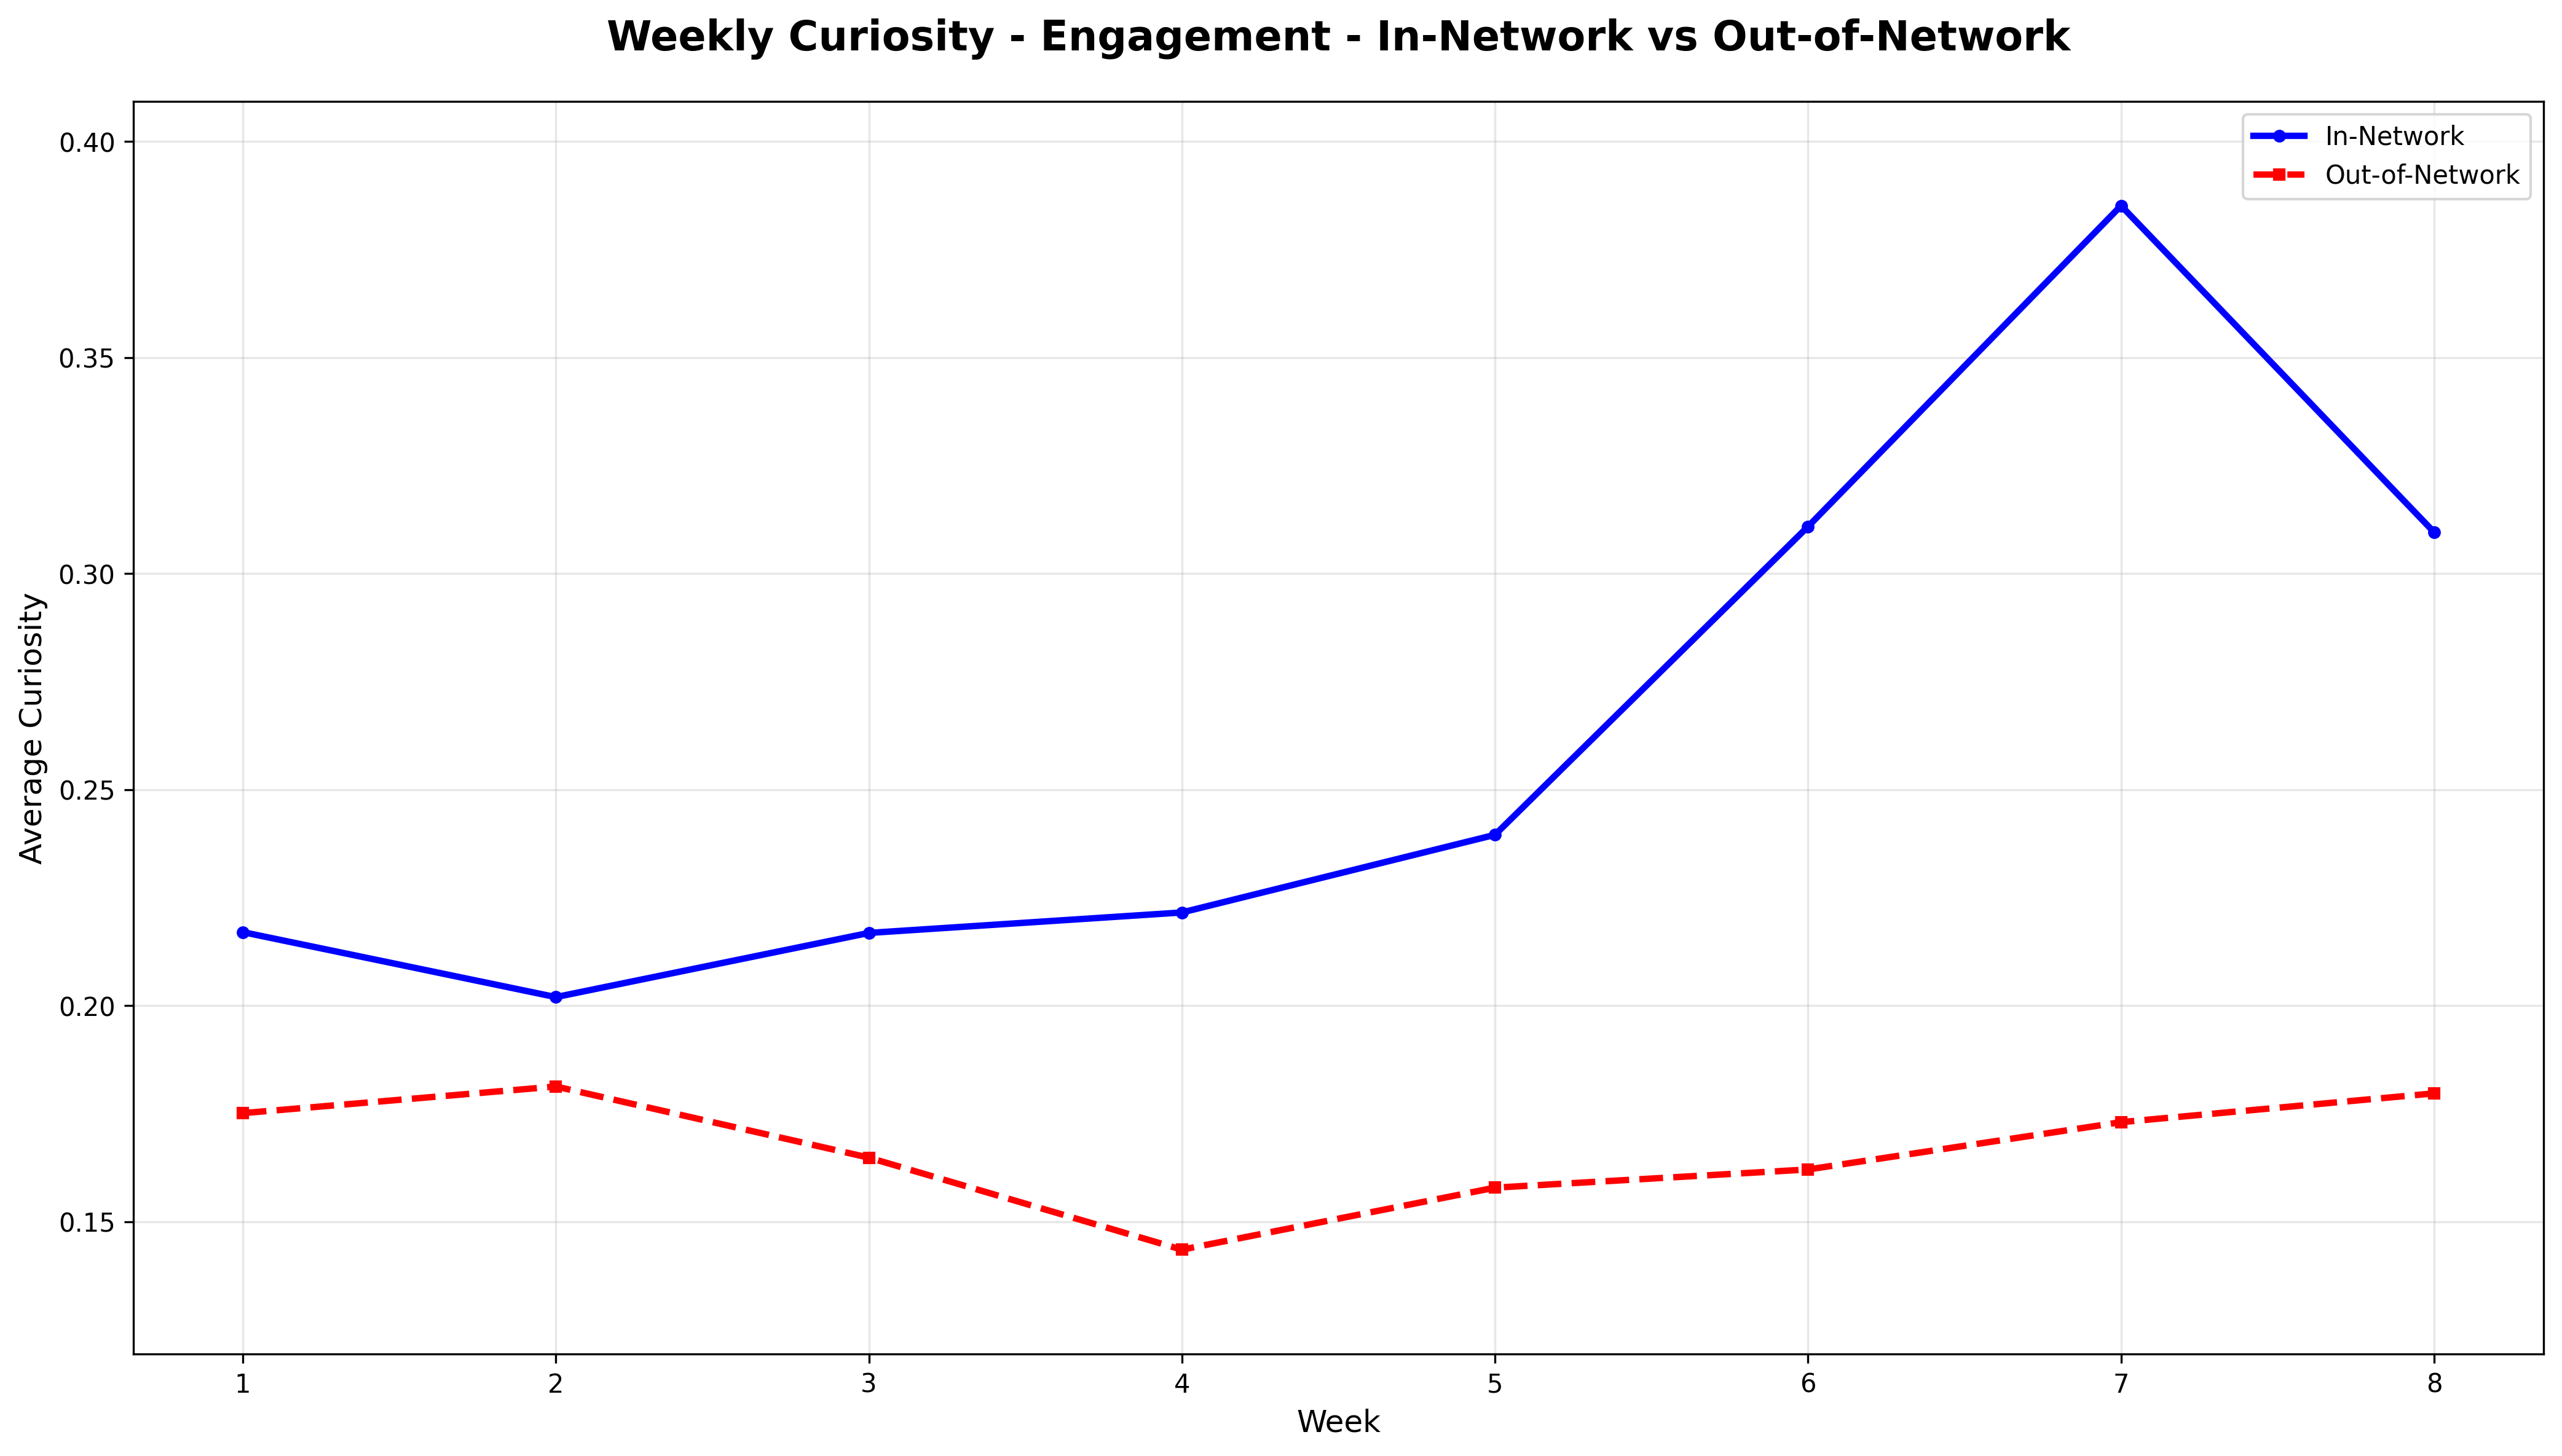 Weekly Curiosity - Engagement - In-Network vs Out-of-Network
In-Network
Out-of-Network
Average Curiosity
0.40
0.35
0.30
0.25
0.20
0.15
1 2 3 4 5 6 7 8
Week